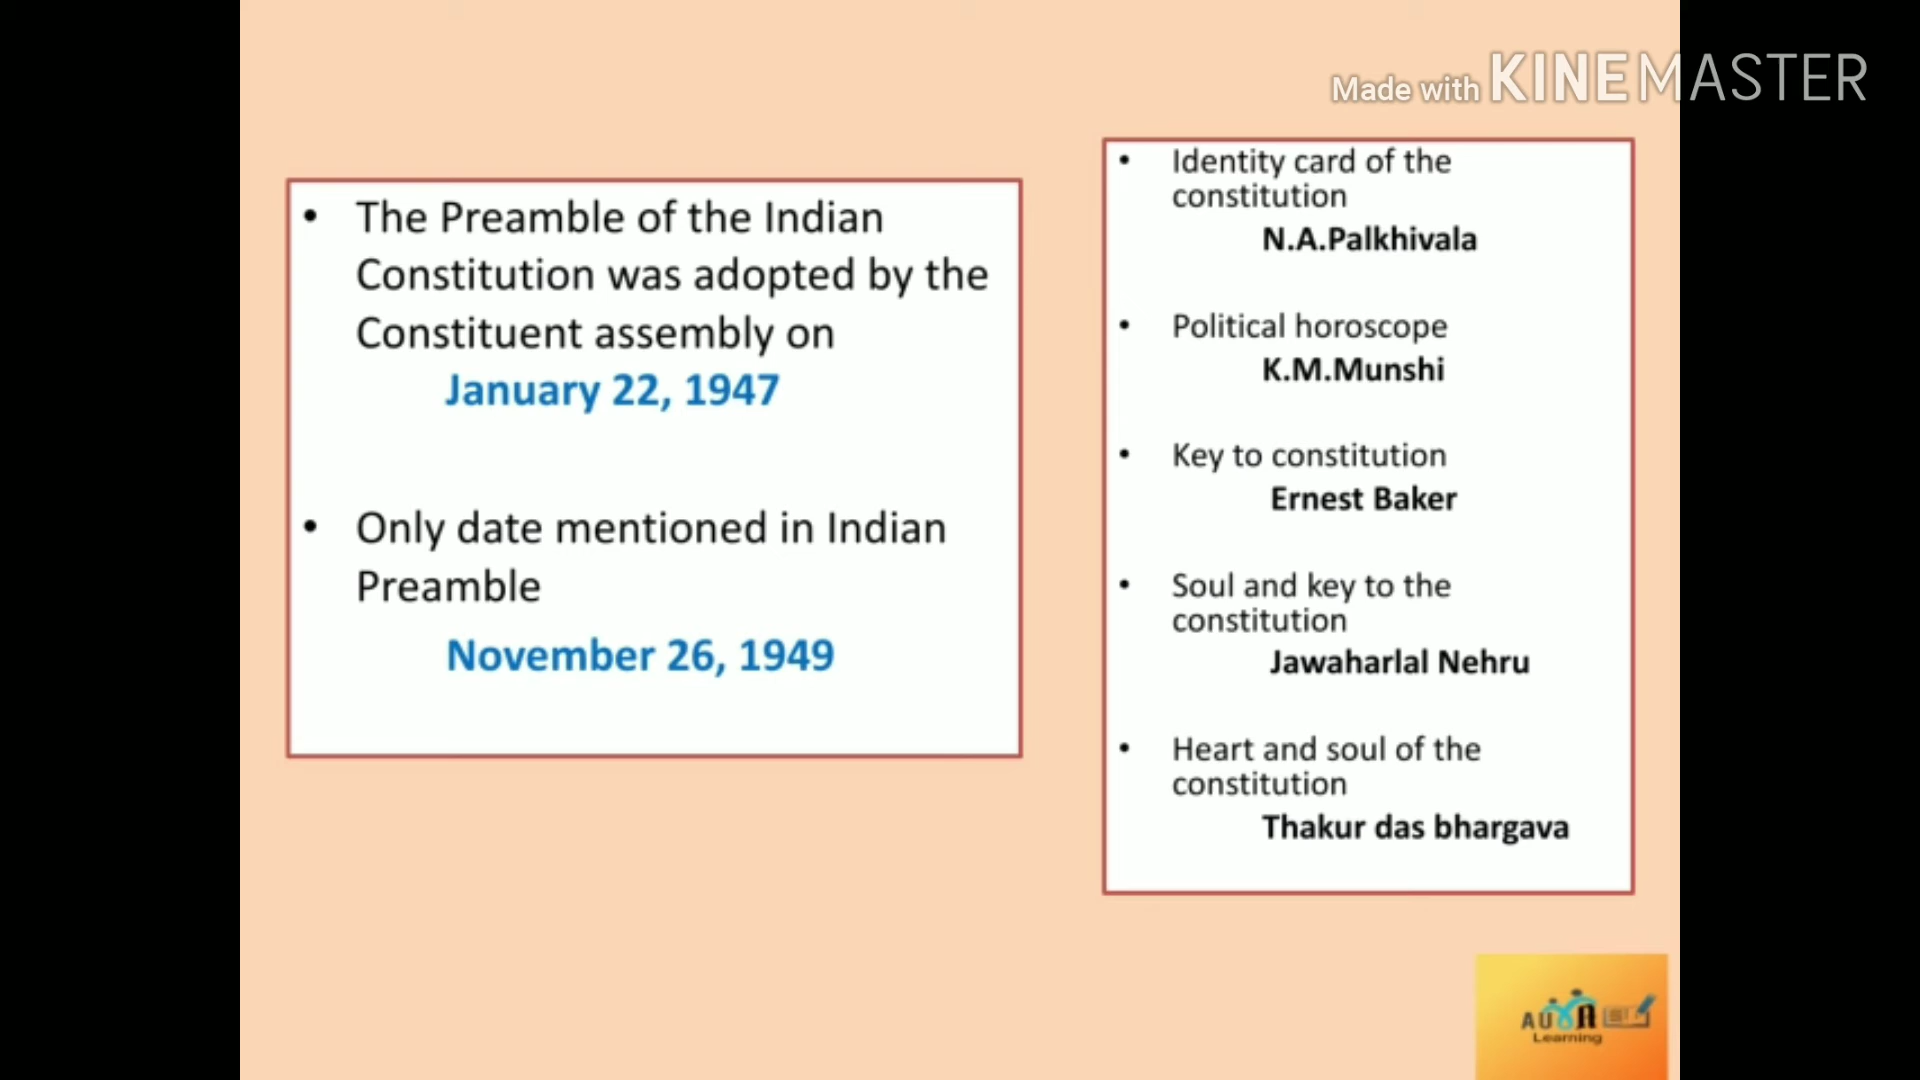 Made with KINEMASTER
• The Preamble of the Indian
Constitution was adopted by the
Constituent assembly on
January 22, 1947
• Only date mentioned in Indian
Preamble
November 26, 1949
• Identity card of the
constitution
N.A.Palkhivala
• Political horoscope
K.M.Munshi
• Key to constitution
Ernest Baker
• Soul and key to the
constitution
Jawaharlal Nehru
• Heart and soul of the
constitution
Thakur das bhargava
Learning